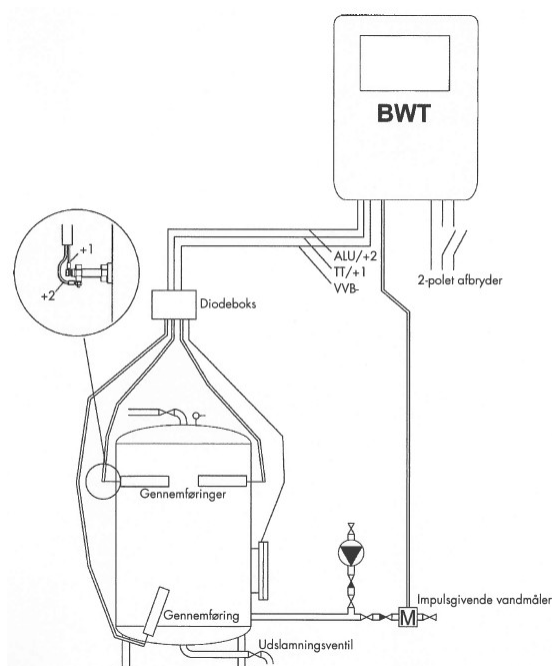 BWT
ALU/+2
TT/+1
VVB-
2-polet afbryder
+1
+2
Diodeboks
Gennemføringer
Gennemføring
Impulsgivende vandmåler
M
Udslamningsventil